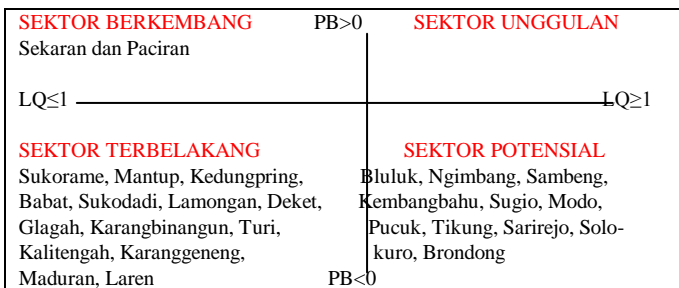 SEKTOR BERKEMBANG PB>0 SEKTOR UNGGULAN
Sekaran dan Paciran
LQ≤1 LQ≥1
SEKTOR TERBELAKANG SEKTOR POTENSIAL
Sukorame, Mantup, Kedungpring, Bluluk, Ngimbang, Sambeng,
Babat, Sukodadi, Lamongan, Deket, Kembangbahu, Sugio, Modo,
Glagah, Karangbinangun, Turi, Pucuk, Tikung, Sarirejo, Solo-
Kalitengah, Karanggeneng, kuro, Brondong
Maduran, Laren PB<0